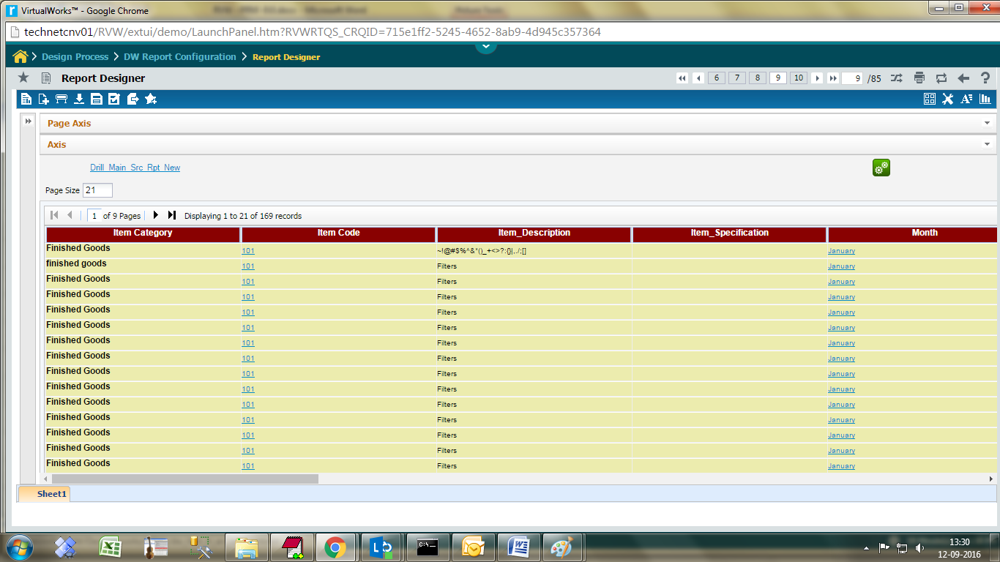 VirtualWorks™ - Google Chrome
technetcnv01/RVW/extui/demo/LaunchPanel.htm?RVWRTQS_CRQID=715e1ff2-5245-4652-8ab9-4d945c357364
Design Process > DW Report Configuration > Report Designer
Report Designer 6 7 8 9 10 9 /85
Page Axis
Axis
Drill_Main_Src_Rpt_New
Page Size 21
1 of 9 Pages Displaying 1 to 21 of 169 records
Item Category Item Code Item_Description Item_Specification Month
Finished Goods 101 ~!@#$%^&*()_+<>?:{}|,./;[] January
finished goods 101 Filters January
Finished Goods 101 Filters January
Finished Goods 101 Filters January
Finished Goods 101 Filters January
Finished Goods 101 Filters January
Finished Goods 101 Filters January
Finished Goods 101 Filters January
Finished Goods 101 Filters January
Finished Goods 101 Filters January
Finished Goods 101 Filters January
Finished Goods 101 Filters January
Finished Goods 101 Filters January
Finished Goods 101 Filters January
Finished Goods 101 Filters January
Sheet1
13:30
12-09-2016